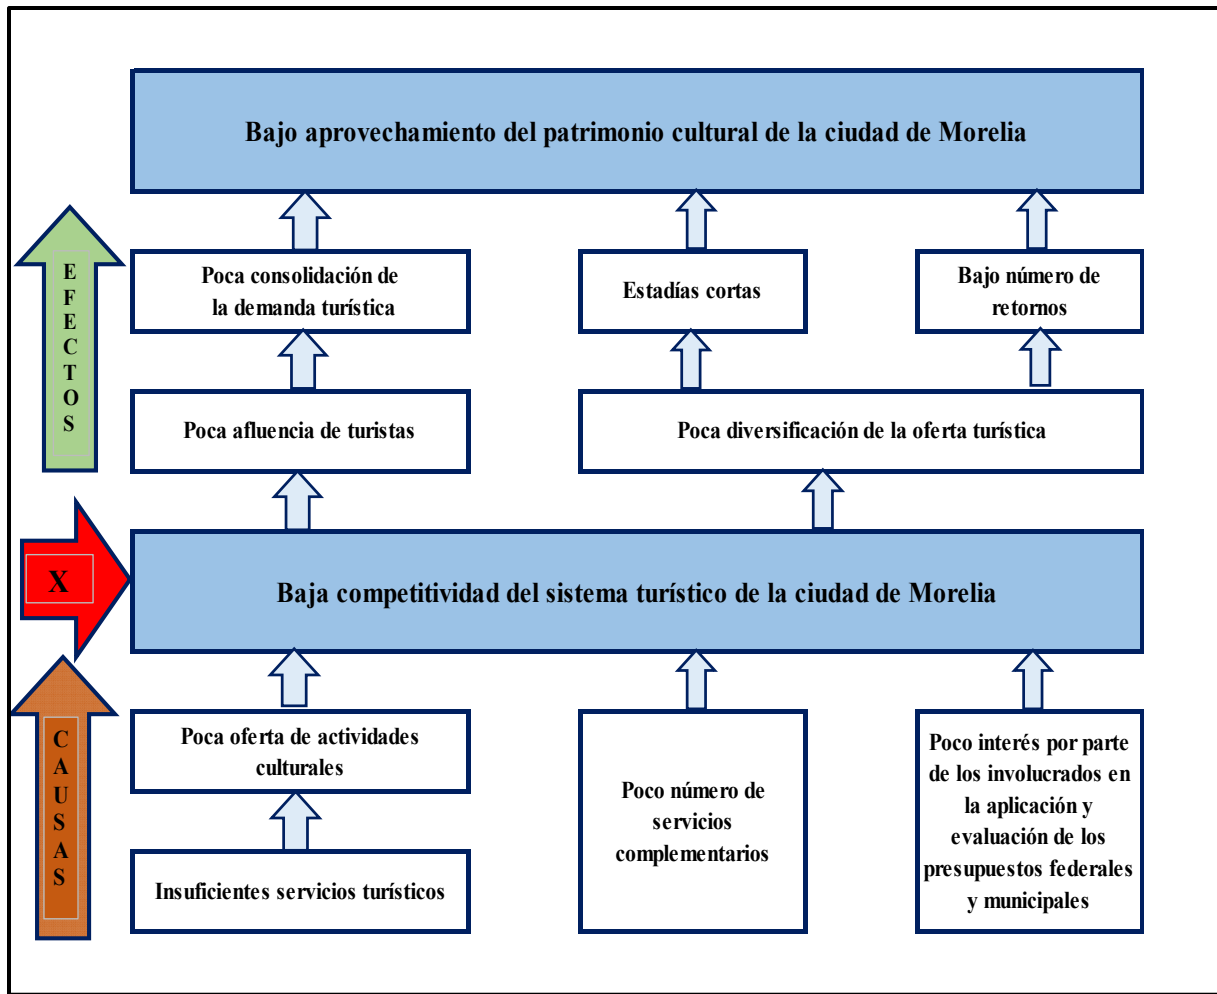 Bajo aprovechamiento del patrimonio cultural de la ciudad de Morelia
E
F
E
C
T
O
S
Poca consolidación de
la demanda turística
Estadías cortas
Bajo número de
retornos
Poca afluencia de turistas
Poca diversificación de la oferta turística
X
Baja competitividad del sistema turístico de la ciudad de Morelia
C
A
U
S
A
S
Poca oferta de actividades
culturales
Insuficientes servicios turísticos
Poco número de
servicios
complementarios
Poco interés por parte
de los involucrados en
la aplicación y
evaluación de los
presupuestos federales
y municipales